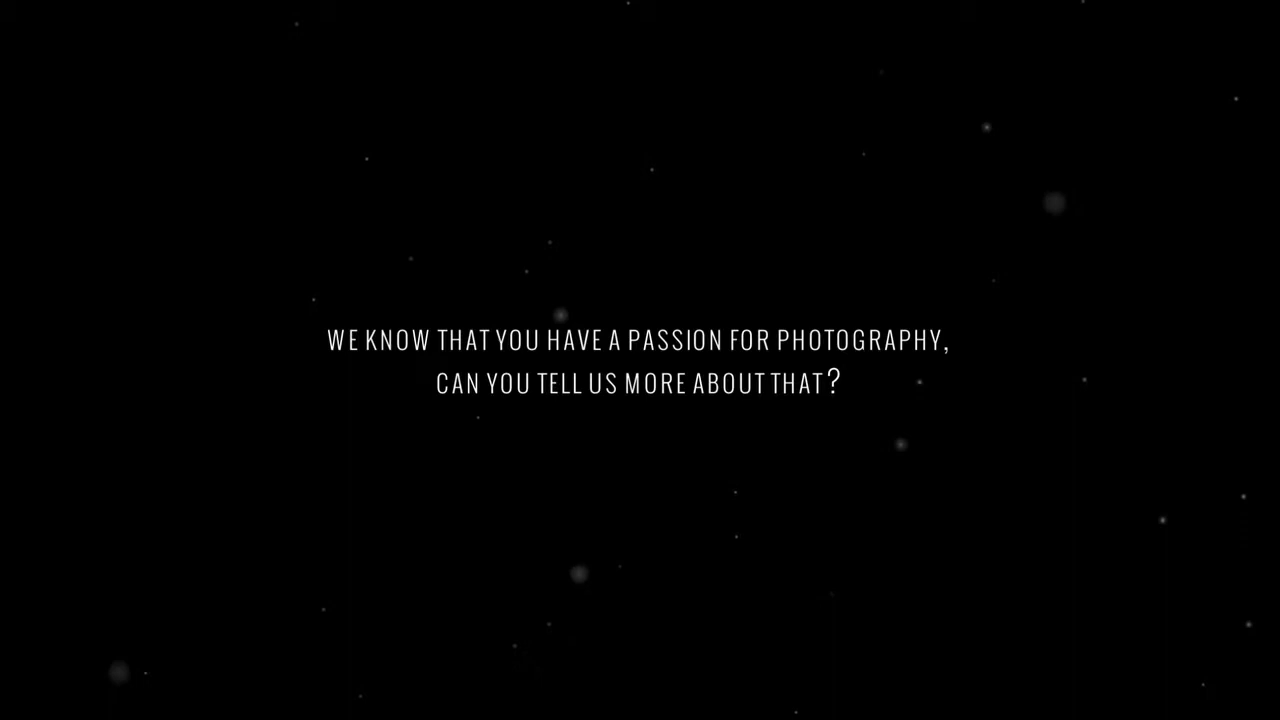 WE KNOW THAT YOU HAVE A PASSION FOR PHOTOGRAPHY,
CAN YOU TELL US MORE ABOUT THAT?